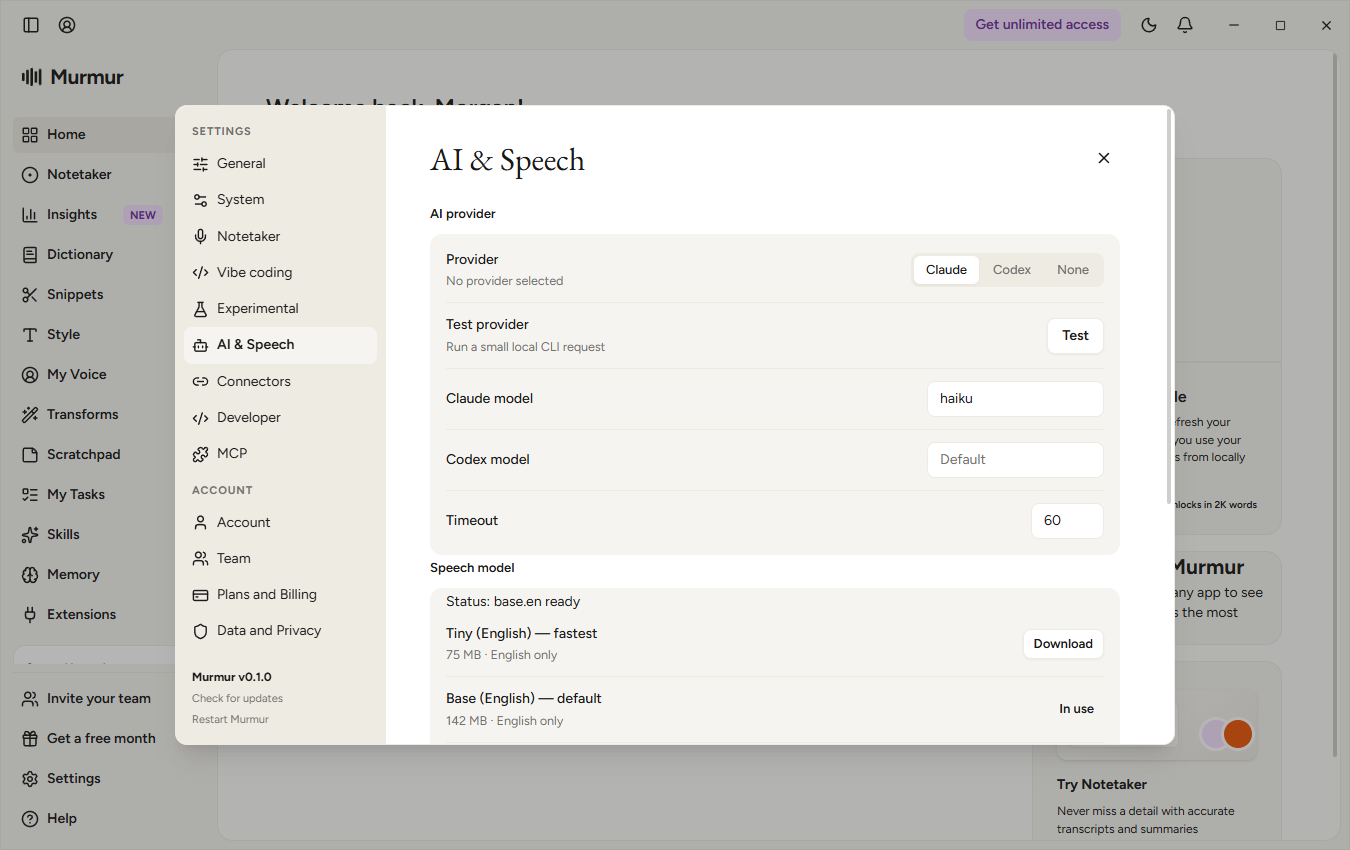 Get unlimited access
Murmur
Home
Notetaker
Insights NEW
Dictionary
Snippets
Style
My Voice
Transforms
Scratchpad
My Tasks
Skills
Memory
Extensions
Invite your team
Get a free month
Settings
Help
SETTINGS
General
System
Notetaker
Vibe coding
Experimental
AI & Speech
Connectors
Developer
MCP
ACCOUNT
Account
Team
Plans and Billing
Data and Privacy
Murmur v0.1.0
Check for updates
Restart Murmur
Welcome back, Morgan!
AI & Speech
AI provider
Provider
No provider selected
Claude Codex None
Test provider
Run a small local CLI request
Test
Claude model
haiku
Codex model
Default
Timeout
60
Speech model
Status: base.en ready
Tiny (English) — fastest
75 MB · English only
Download
Base (English) — default
142 MB · English only
In use
you use your
from locally
in 2K words
Murmur
any app to see
the most
Try Notetaker
Never miss a detail with accurate
transcripts and summaries